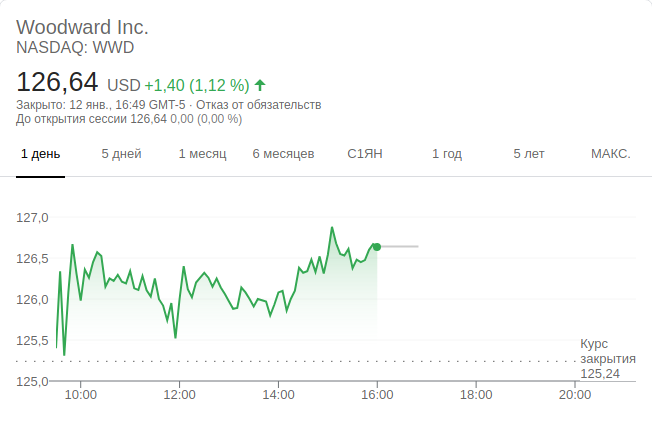 Woodward Inc.
NASDAQ: WWD
126,64 USD +1,40 (1,12 %)
Закрыто: 12 янв., 16:49 GMT-5 · Отказ от обязательств
До открытия сессии 126,64 0,00 (0,00 %)
1 день 5 дней 1 месяц 6 месяцев С1ЯН 1 год 5 лет МАКС.
127,0
126,5
126,0
125,5
Курс
закрытия
125,24
125,0
10:00 12:00 14:00 16:00 18:00 20:00